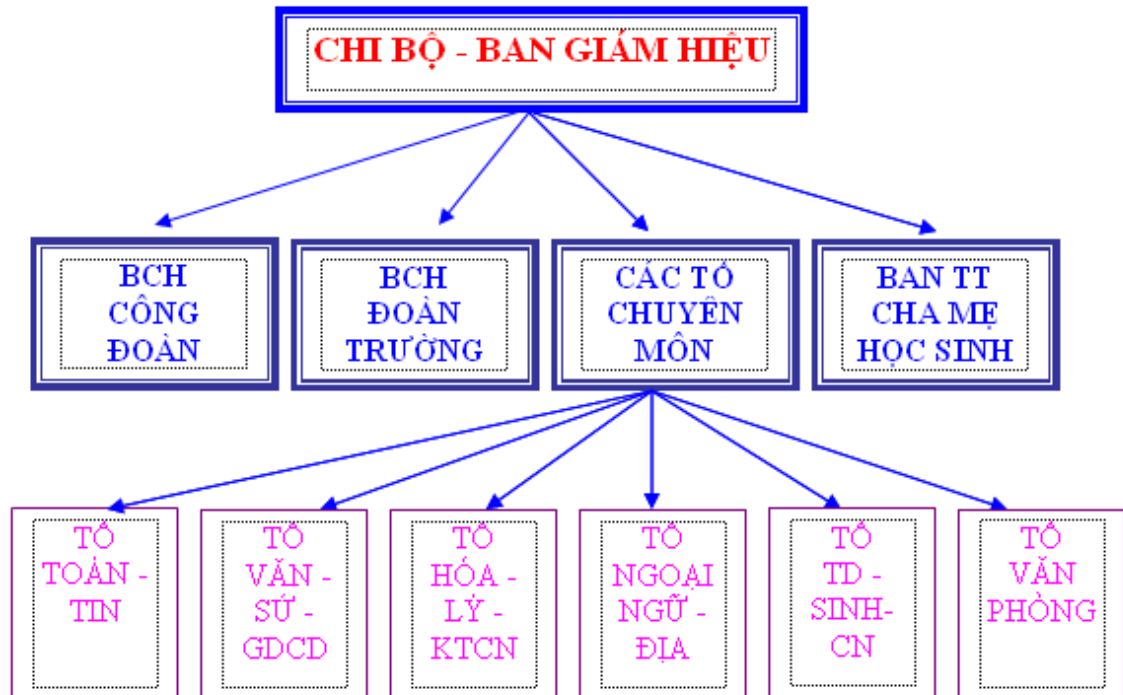 CHI BỘ - BAN GIÁM HIỆU
BCH
CÔNG
ĐOÀN
BCH
ĐOÀN
TRƯỜNG
CÁC TỔ
CHUYÊN
MÔN
BAN TT
CHA MẸ
HỌC SINH
TỔ
TOÁN -
TIN
TỔ
VĂN -
SỬ -
GDCD
TỔ
HÓA -
LÝ -
KTCN
TỔ
NGOẠI
NGỮ -
ĐỊA
TỔ
TD -
SINH-
CN
TỔ
VĂN
PHÒNG